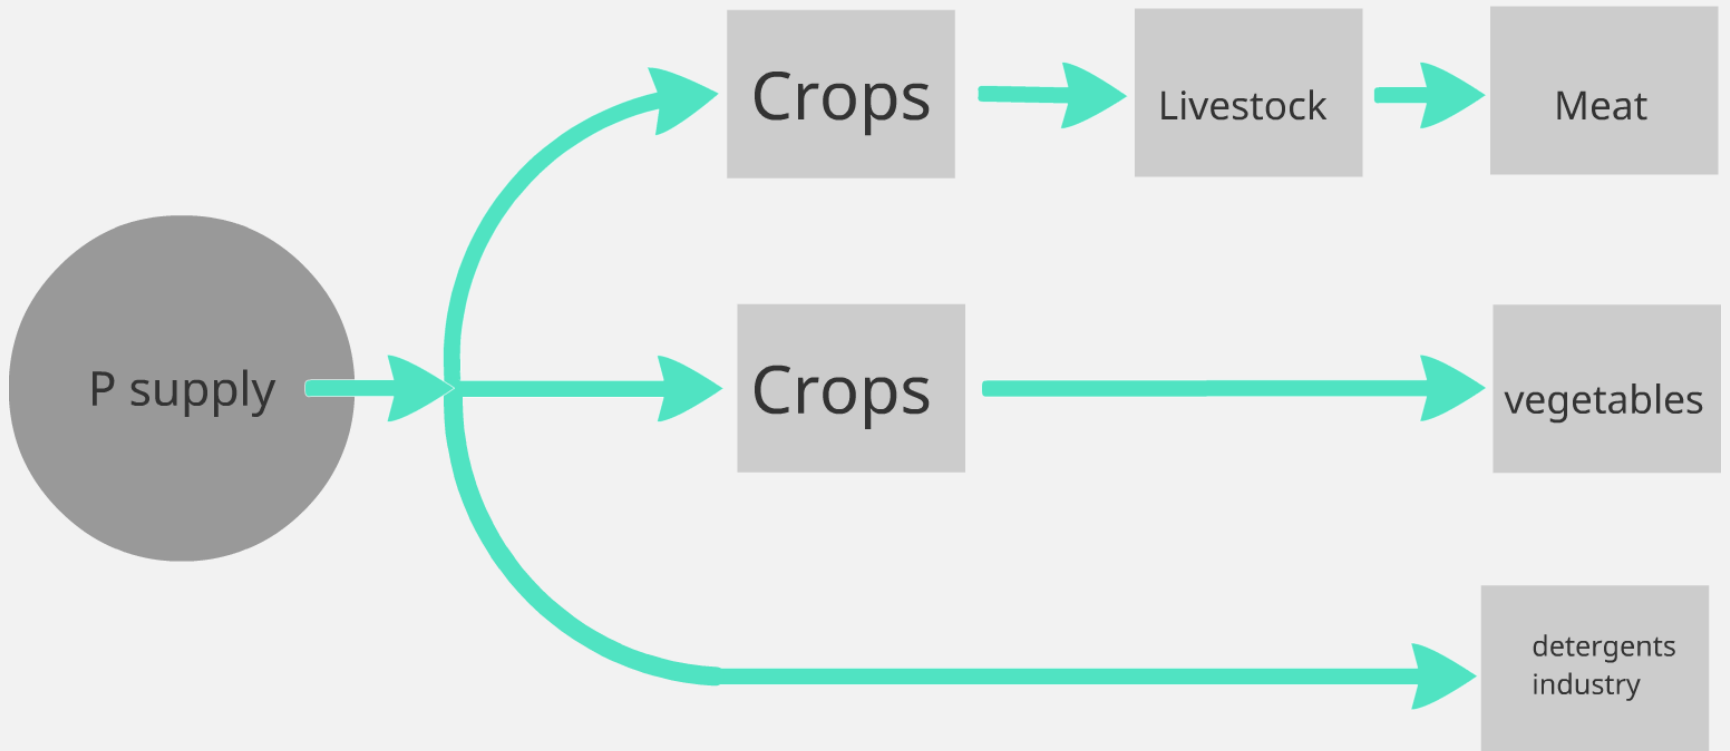 Crops
Livestock
Meat
P supply
Crops
vegetables
detergents
industry